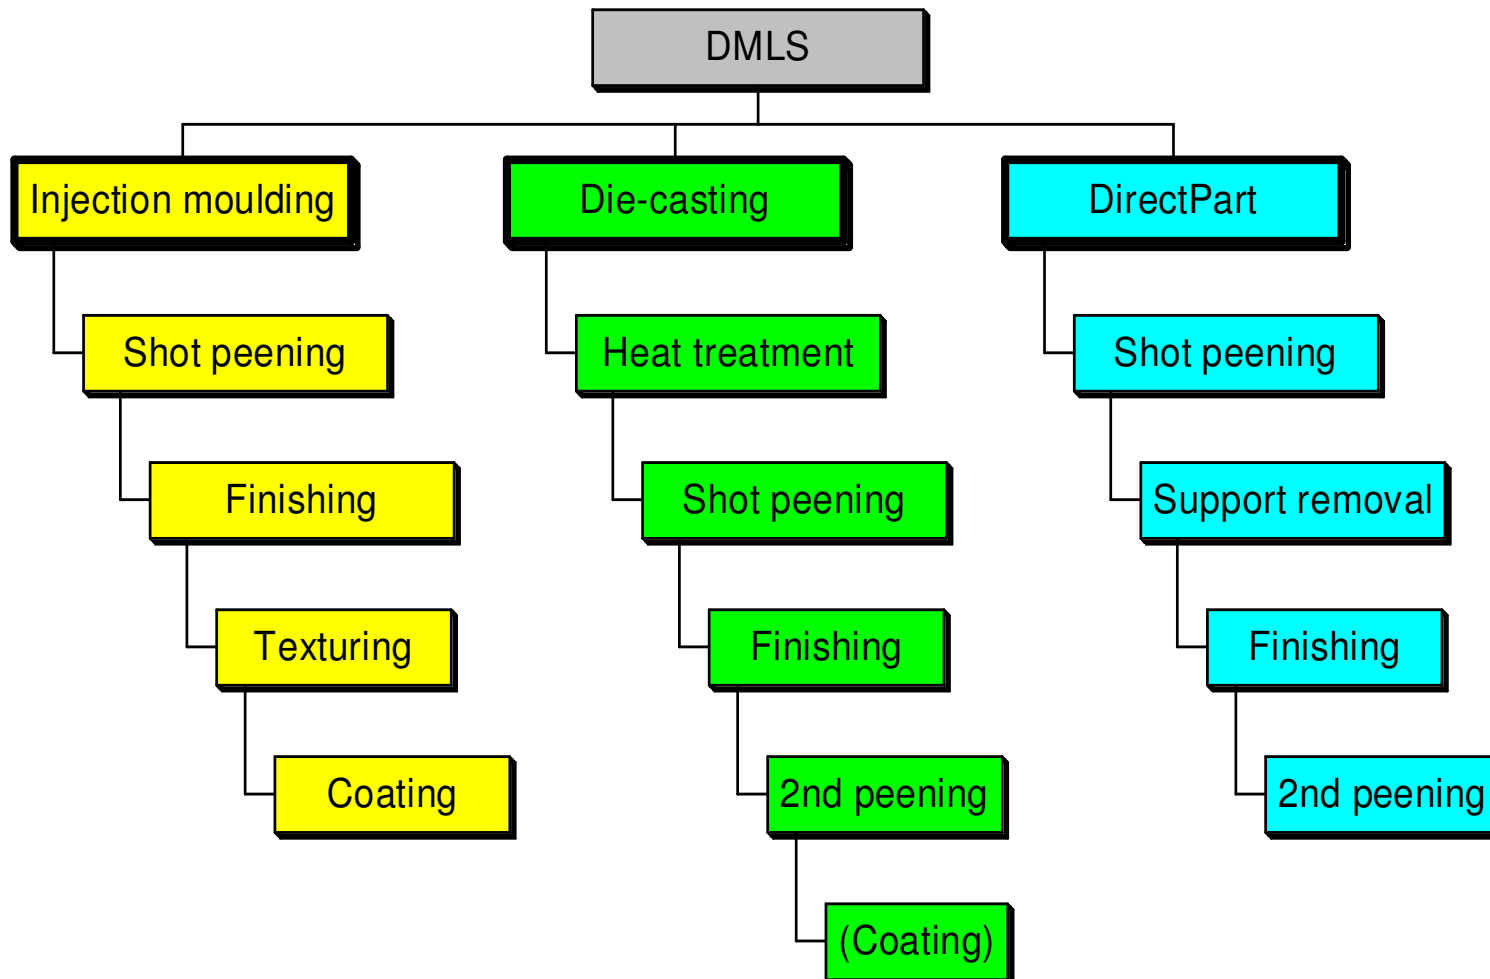 DMLS
Injection moulding
Shot peening
Finishing
Texturing
Coating
Die-casting
Heat treatment
Shot peening
Finishing
2nd peening
(Coating)
DirectPart
Shot peening
Support removal
Finishing
2nd peening